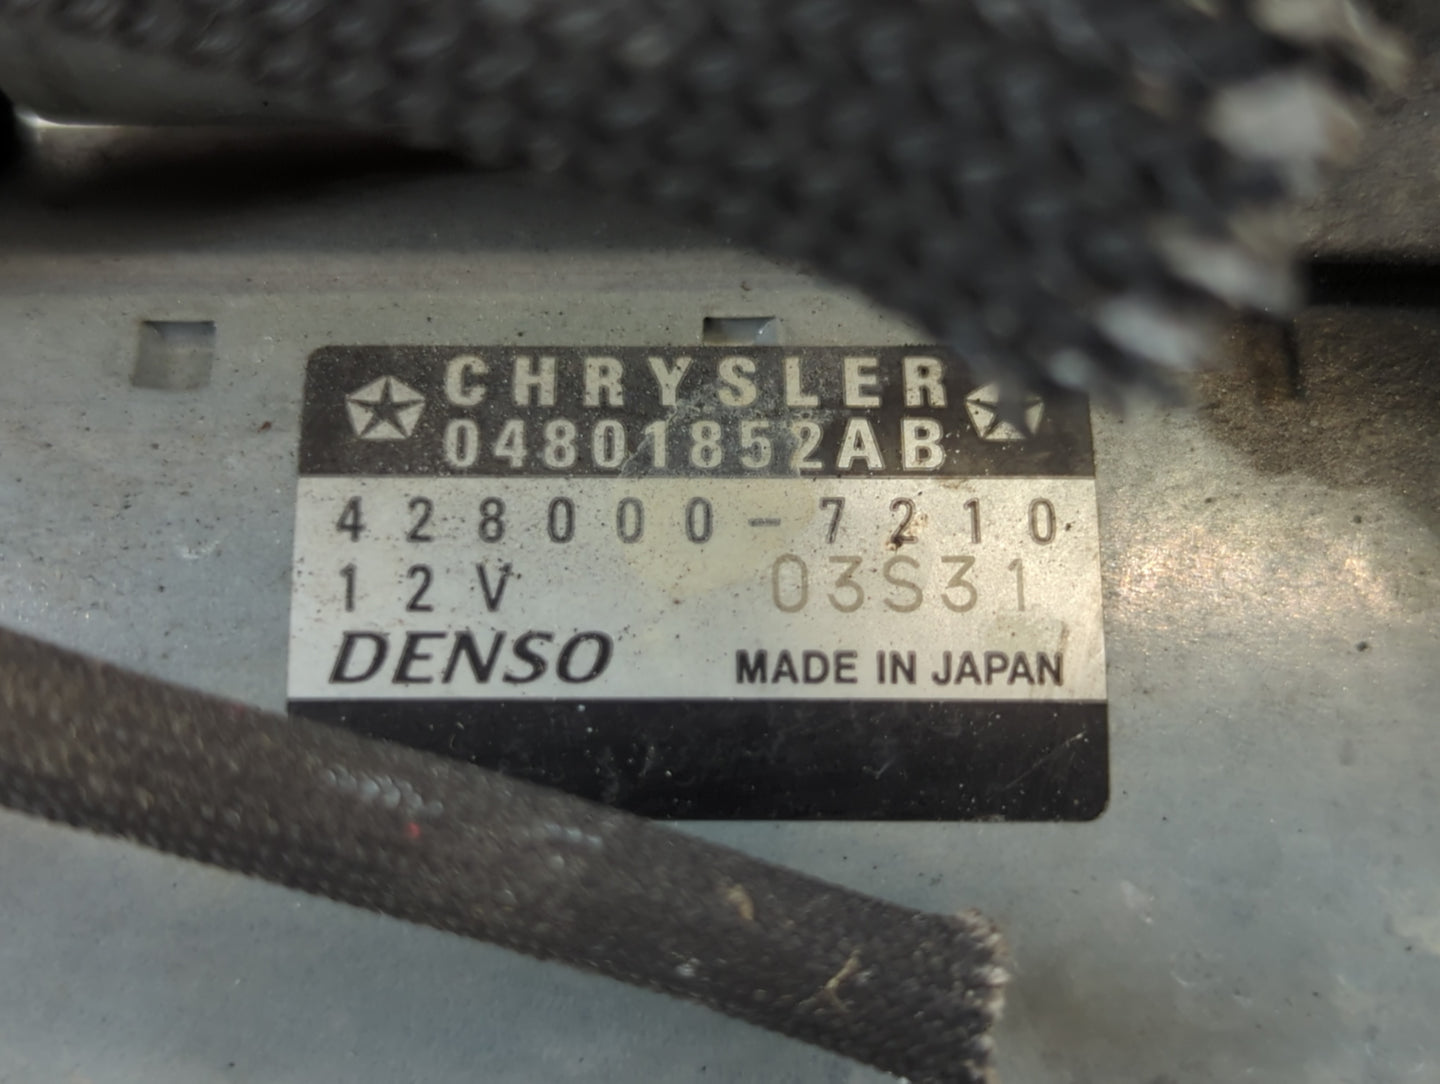 CHRYSLER
04801852AB
428000-7210
12V 03S31
DENSO MADE IN JAPAN